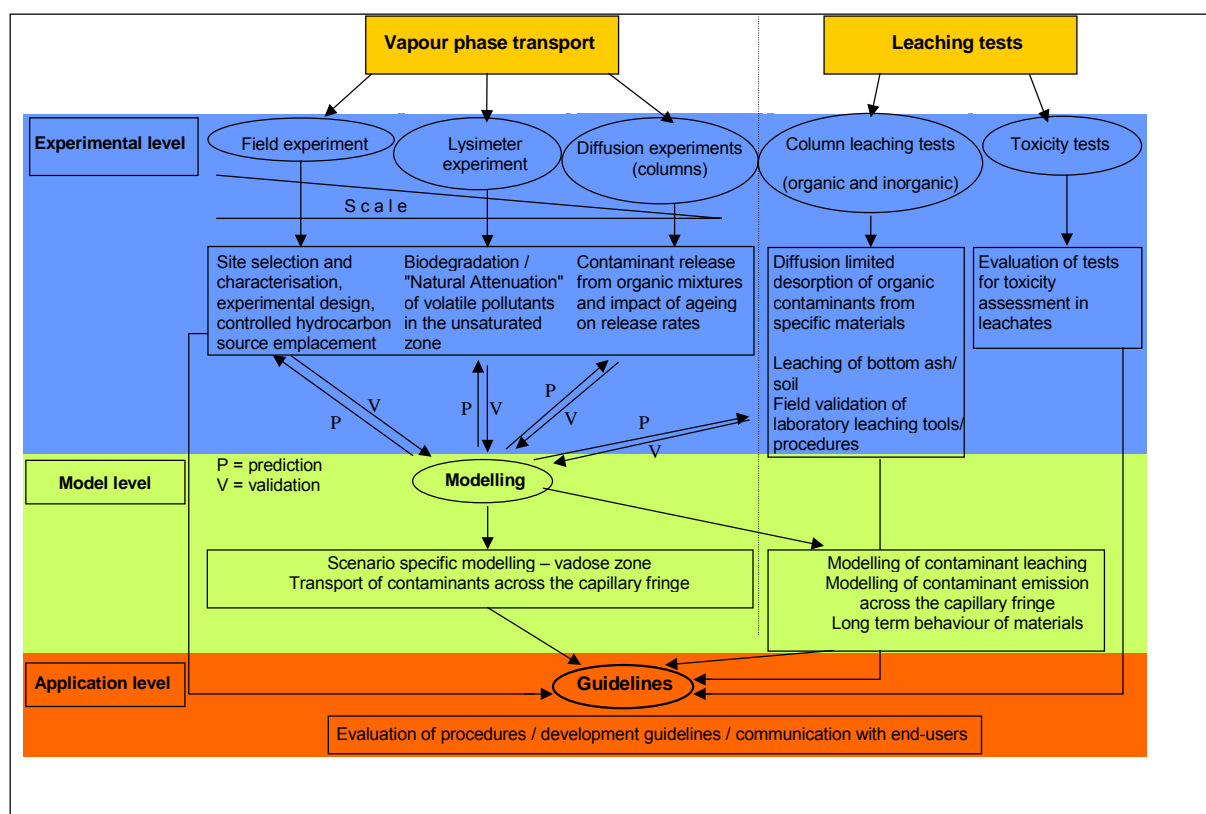 Vapour phase transport
Leaching tests
Experimental level
Field experiment
Lysimeter
experiment
Diffusion experiments
(columns)
Column leaching tests
(organic and inorganic)
Toxicity tests
Scale
Site selection and
characterisation,
experimental design,
controlled hydrocarbon
source emplacement
Biodegradation /
"Natural Attenuation"
of volatile pollutants
in the unsaturated
zone
Contaminant release
from organic mixtures
and impact of ageing
on release rates
Diffusion limited
desorption of organic
contaminants from
specific materials
Leaching of bottom ash/
soil
Field validation of
laboratory leaching tools/
procedures
Evaluation of tests
for toxicity
assessment in
leachates
V
P
P
V
P
V
P
V
Model level
P = prediction
V = validation
Modelling
Scenario specific modelling – vadose zone
Transport of contaminants across the capillary fringe
Modelling of contaminant leaching
Modelling of contaminant emission
across the capillary fringe
Long term behaviour of materials
Application level
Guidelines
Evaluation of procedures / development guidelines / communication with end-users